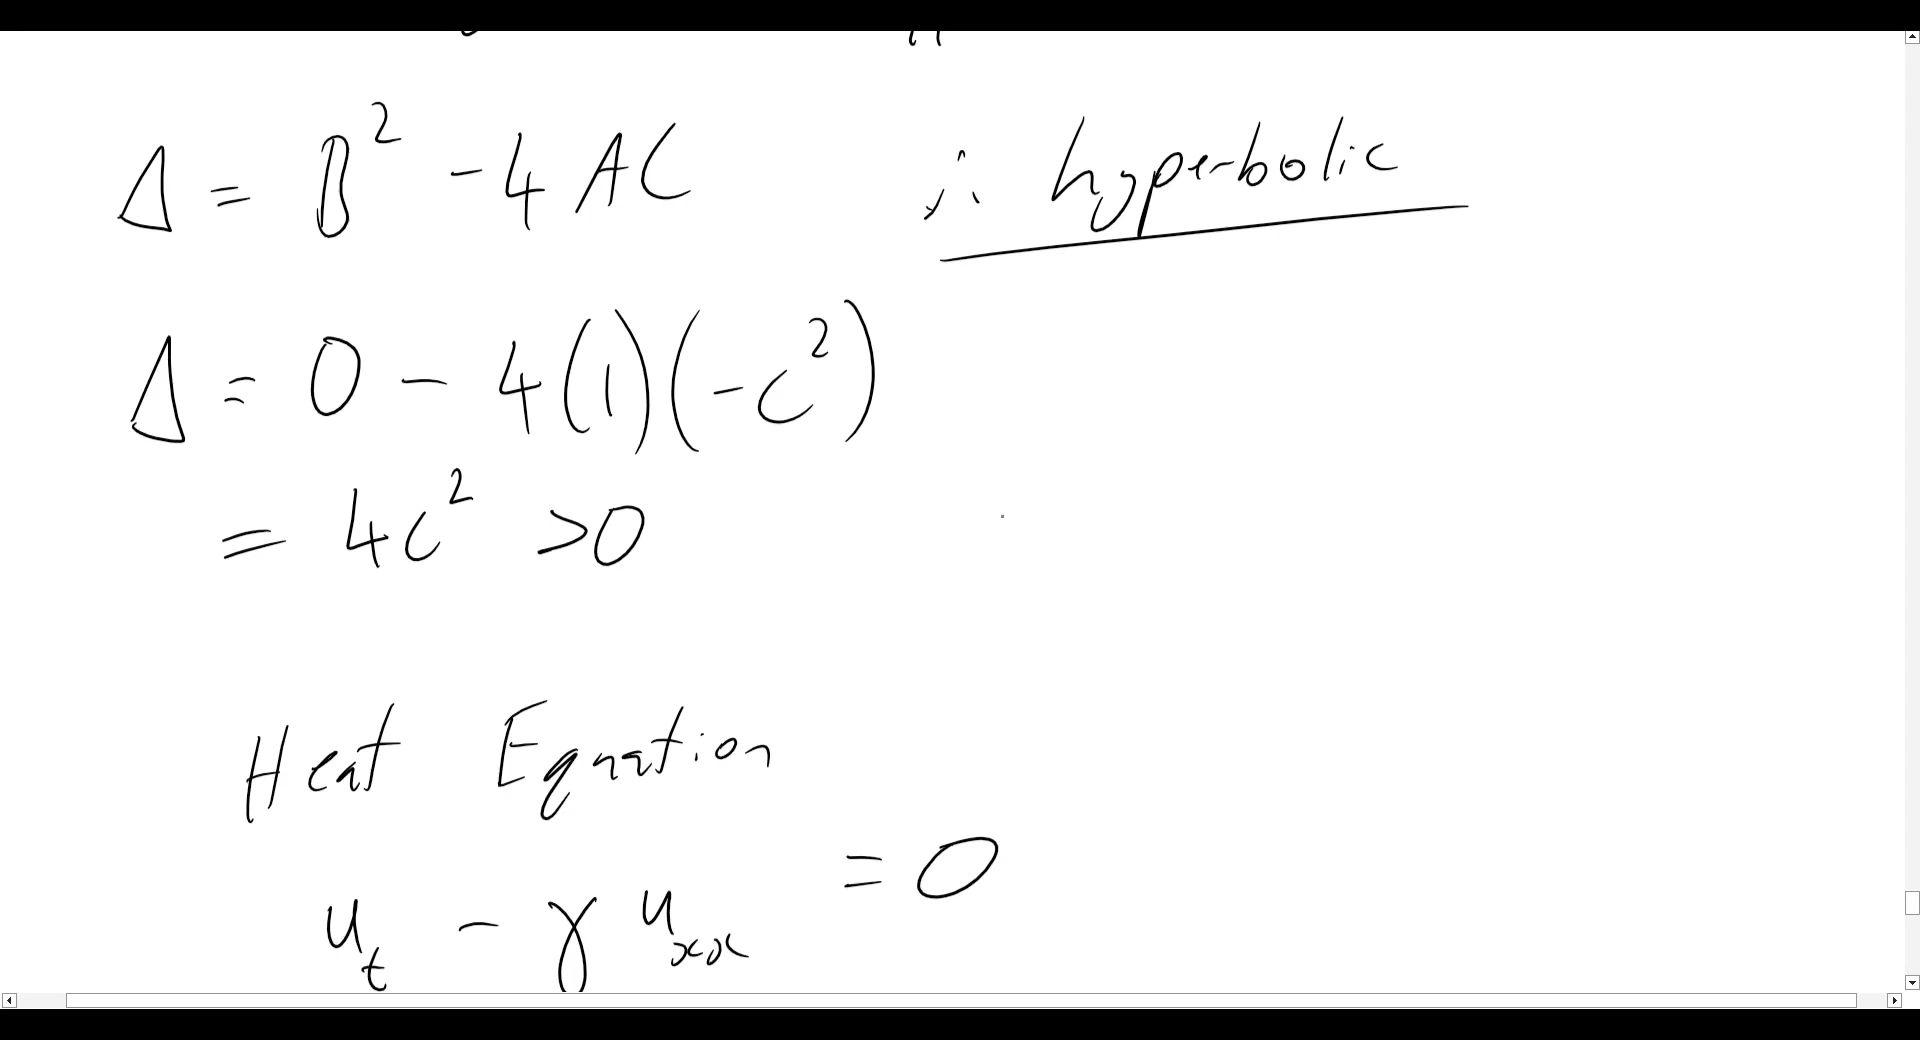 Δ = B² - 4AC ∴ hyperbolic
Δ = 0 - 4(1)(-c²)
= 4c² >0
Heat Equation
u_t - γ u_xx = 0